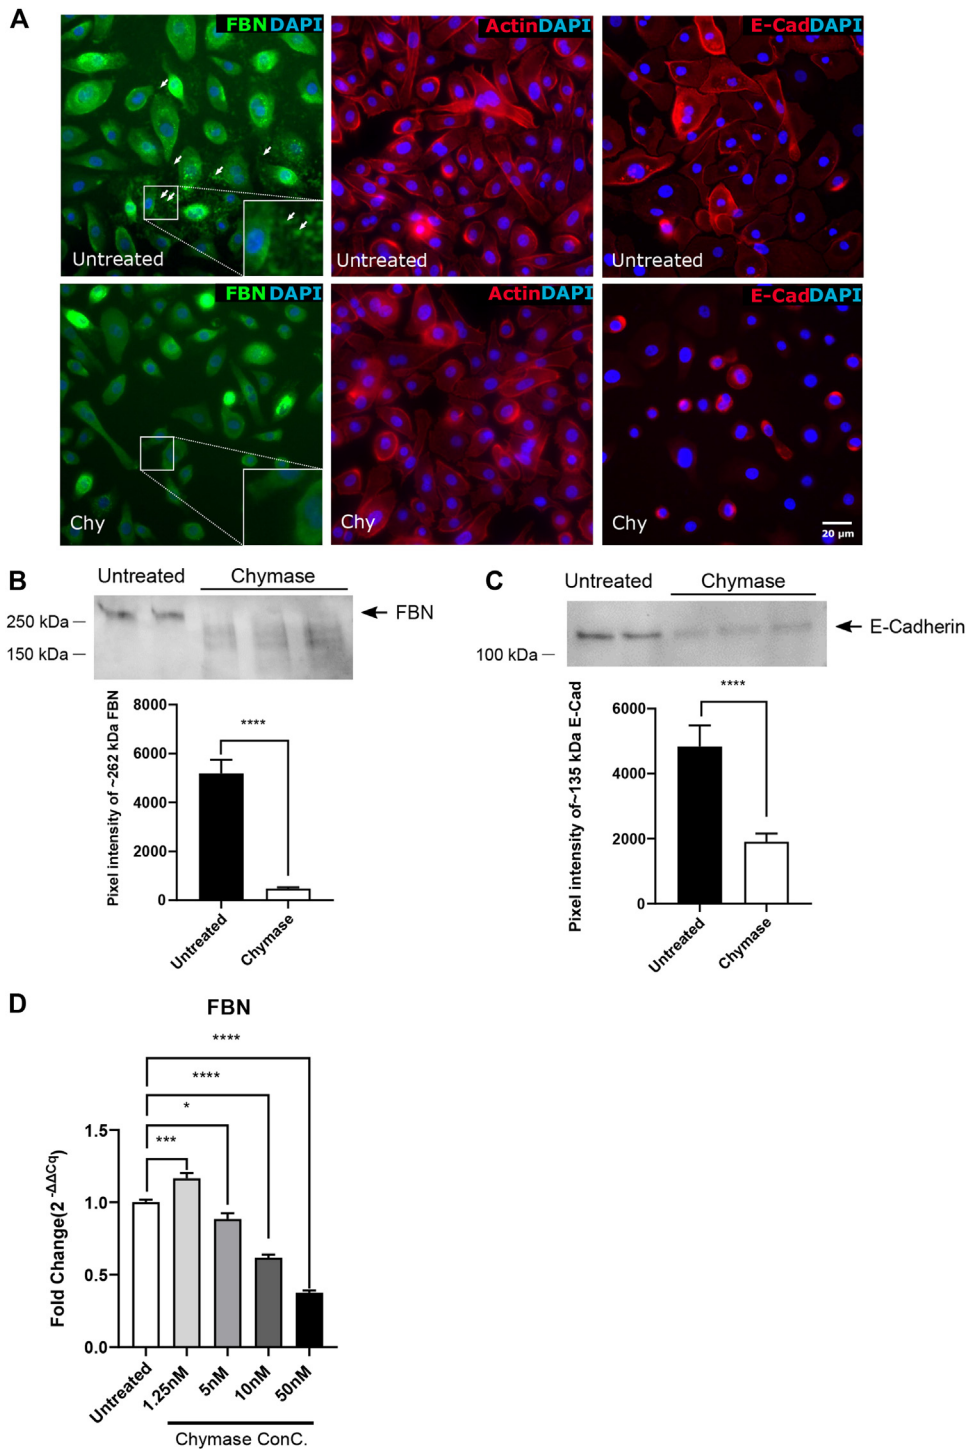 A
FBN DAPI
Actin DAPI
E-Cad DAPI
Untreated
Untreated
Untreated
FBN DAPI
Actin DAPI
E-Cad DAPI
Chy
Chy
Chy
20 µm
B
Untreated
Chymase
250 kDa
150 kDa
FBN
8000
6000
4000
2000
0
Pixel intensity of ~262 kDa FBN
****
Untreated
Chymase
C
Untreated
Chymase
100 kDa
E-Cadherin
6000
4000
2000
0
Pixel intensity of~135 kDa E-Cad
****
Untreated
Chymase
D
FBN
****
****
*
***
1.5
1.0
0.5
0.0
Fold Change(2 -ΔΔCq)
Untreated
1.25nM
5nM
10nM
50nM
Chymase ConC.